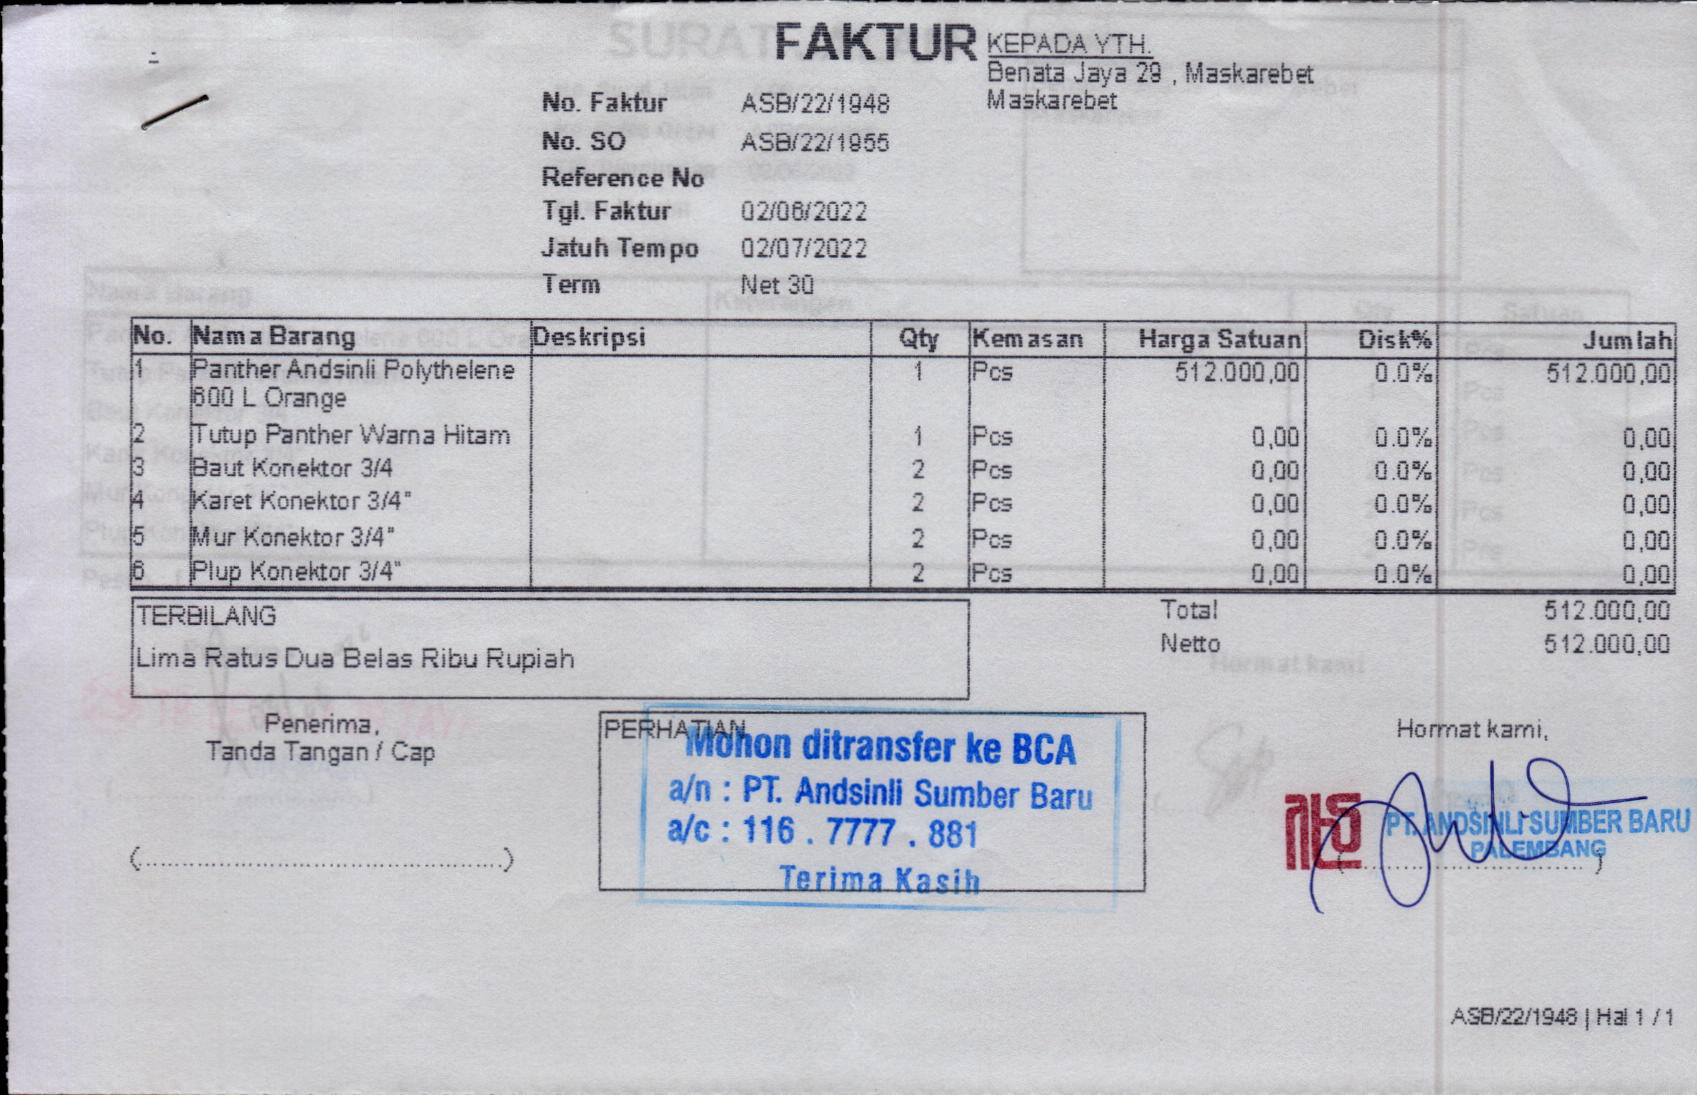 FAKTUR
KEPADA YTH.
Benata Jaya 29 , Maskarebet
Maskarebet
No. Faktur ASB/22/1948
No. SO ASB/22/1955
Reference No
Tgl. Faktur 02/06/2022
Jatuh Tempo 02/07/2022
Term Net 30
No. Nama Barang Deskripsi Qty Kemasan Harga Satuan Disk% Jumlah
1 Panther Andsinli Polythelene 1 Pcs 512.000,00 0.0% 512.000,00
600 L Orange
2 Tutup Panther Warna Hitam 1 Pcs 0,00 0.0% 0,00
3 Baut Konektor 3/4 2 Pcs 0,00 0.0% 0,00
4 Karet Konektor 3/4" 2 Pcs 0,00 0.0% 0,00
5 Mur Konektor 3/4" 2 Pcs 0,00 0.0% 0,00
6 Plup Konektor 3/4" 2 Pcs 0,00 0.0% 0,00
TERBILANG
Lima Ratus Dua Belas Ribu Rupiah
Total 512.000,00
Netto 512.000,00
Penerima,
Tanda Tangan / Cap
(..........................................)
PERHATIAN
Mohon ditransfer ke BCA
a/n : PT. Andsinli Sumber Baru
a/c : 116 . 7777 . 881
Terima Kasih
Hormat kami,
PT. ANDSINLI SUMBER BARU
PALEMBANG
ASB/22/1948 | Hal 1 / 1